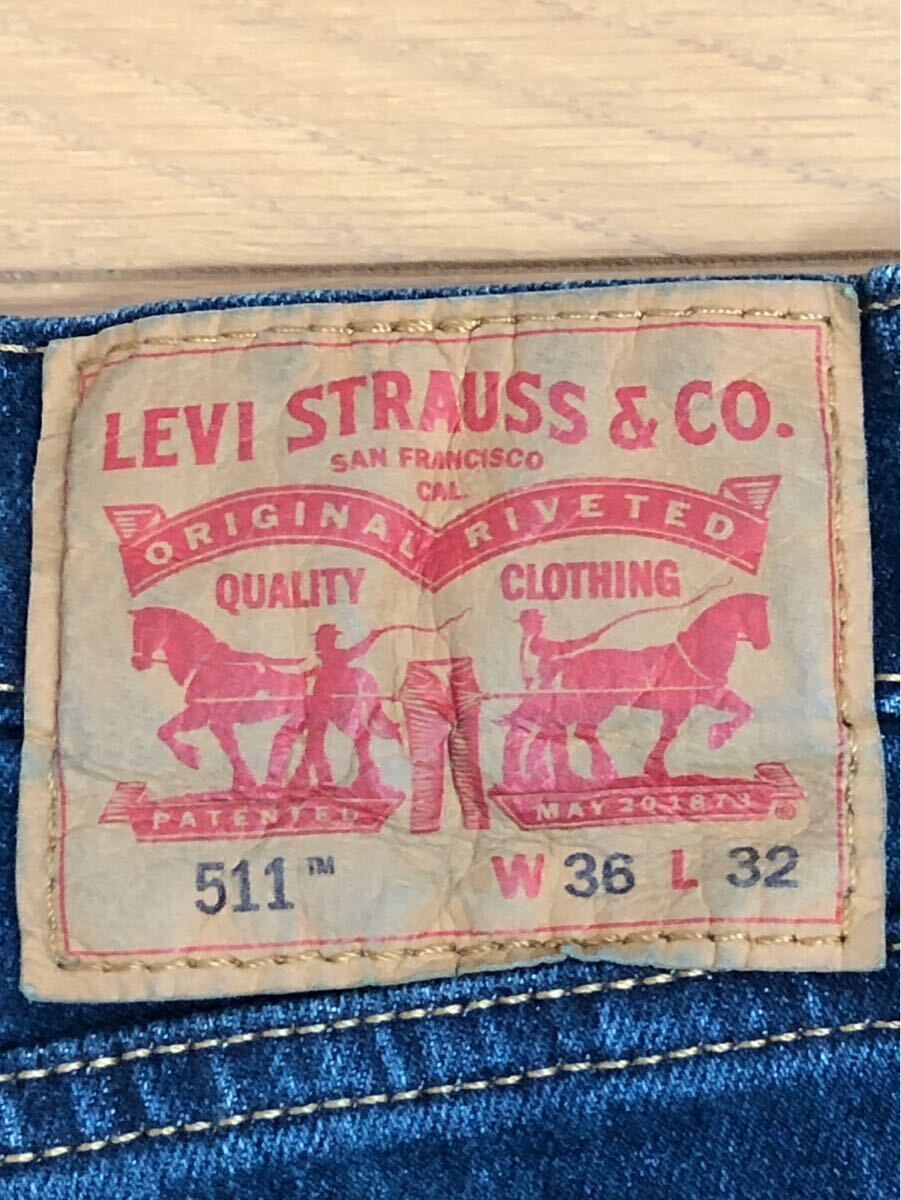 LEVI STRAUSS & CO.
SAN FRANCISCO
CAL.
ORIGINAL RIVETED
QUALITY CLOTHING
PATENTED MAY 20 1873 ®
511™ W 36 L 32